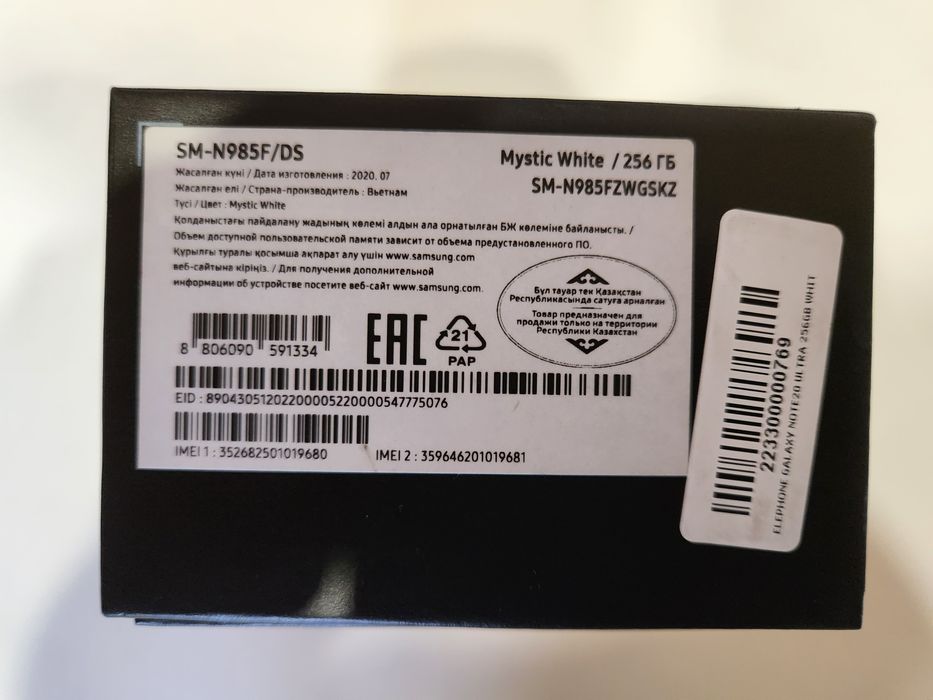 SM-N985F/DS
Mystic White / 256 ГБ
SM-N985FZWGSKZ
Жасалған күні / Дата изготовления : 2020. 07
Жасалған елі / Страна-производитель : Вьетнам
Түсі / Цвет : Mystic White
Қолданыстағы пайдалану жадының көлемі алдын ала орнатылған БЖ көлеміне байланысты. /
Объем доступной пользовательской памяти зависит от объема предустановленного ПО.
Құрылғы туралы қосымша ақпарат алу үшін www.samsung.com
веб-сайтына кіріңіз. / Для получения дополнительной
информации об устройстве посетите веб-сайт www.samsung.com.
Бұл тауар тек Қазақстан
Республикасында сатуға арналған
Товар предназначен для
продажи только на территории
Республики Казахстан
8 806090 591334
EAC
21
PAP
EID : 89043051202200005220000547775076
IMEI 1 : 352682501019680
IMEI 2 : 359646201019681
2233000000769
ELEPHONE GALAXY NOTE20 ULTRA 256GB WHIT